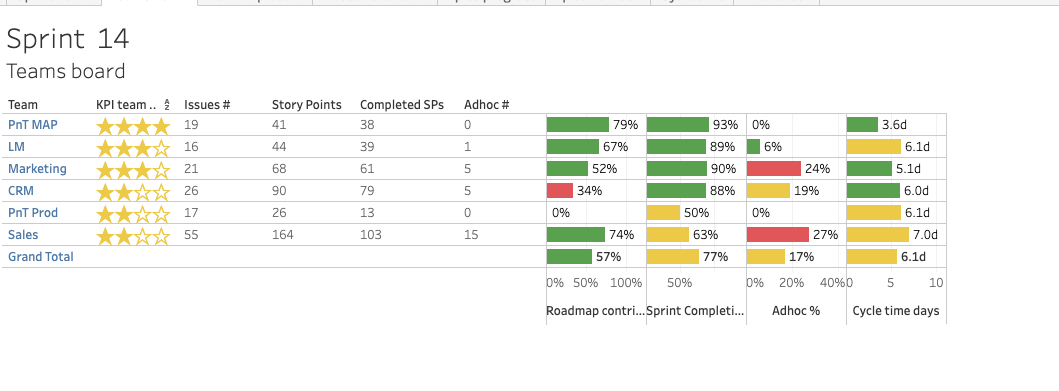 Sprint 14
Teams board
Team KPI team .. Issues # Story Points Completed SPs Adhoc #
PnT MAP 19 41 38 0 79% 93% 0% 3.6d
LM 16 44 39 1 67% 89% 6% 6.1d
Marketing 21 68 61 5 52% 90% 24% 5.1d
CRM 26 90 79 5 34% 88% 19% 6.0d
PnT Prod 17 26 13 0 0% 50% 0% 6.1d
Sales 55 164 103 15 74% 63% 27% 7.0d
Grand Total 57% 77% 17% 6.1d
0% 50% 100% 50% 0% 20% 40% 0 5 10
Roadmap contri... Sprint Completi... Adhoc % Cycle time days